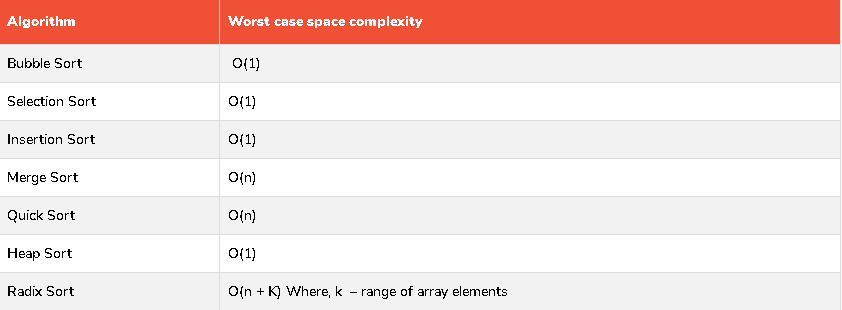 Algorithm Worst case space complexity
Bubble Sort O(1)
Selection Sort O(1)
Insertion Sort O(1)
Merge Sort O(n)
Quick Sort O(n)
Heap Sort O(1)
Radix Sort O(n + K) Where, k – range of array elements